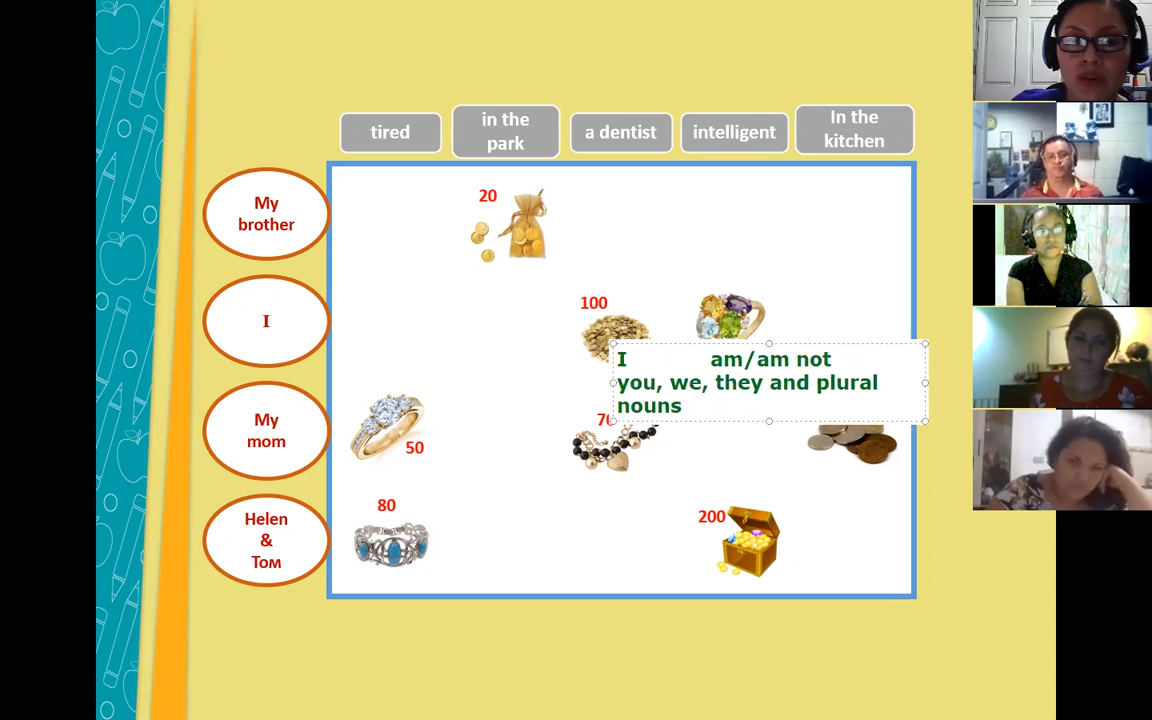 tired
in the
park
a dentist
intelligent
In the
kitchen
My
brother
20
I
100
I am/am not
you, we, they and plural
nouns
My
mom
50
Helen
&
Tom
80
200